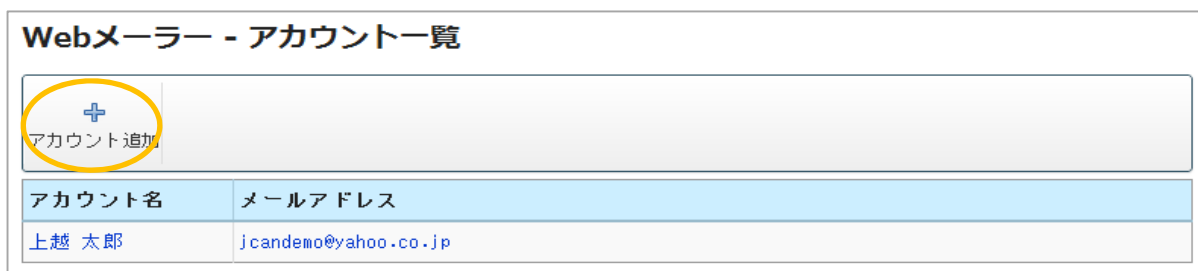 Webメーラー - アカウント一覧
アカウント追加
アカウント名 メールアドレス
上越 太郎 jcandemo@yahoo.co.jp